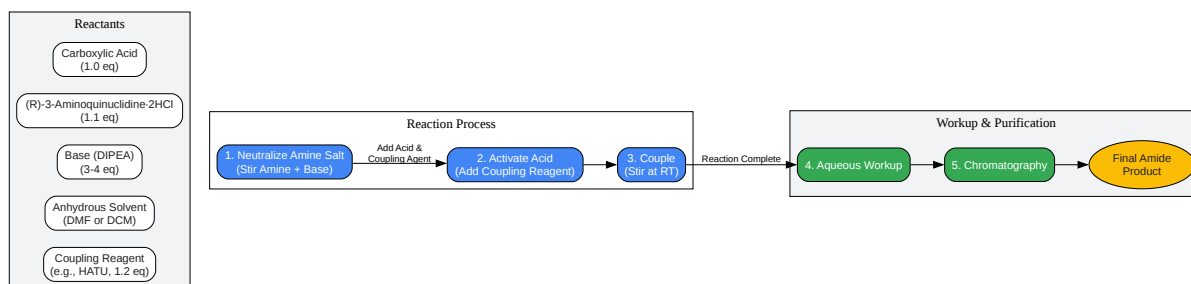 Reactants
Carboxylic Acid
(1.0 eq)
(R)-3-Aminoquinuclidine·2HCl
(1.1 eq)
Base (DIPEA)
(3-4 eq)
Anhydrous Solvent
(DMF or DCM)
Coupling Reagent
(e.g., HATU, 1.2 eq)
Reaction Process
1. Neutralize Amine Salt
(Stir Amine + Base)
Add Acid &
Coupling Agent
2. Activate Acid
(Add Coupling Reagent)
3. Couple
(Stir at RT)
Reaction Complete
Workup & Purification
4. Aqueous Workup
5. Chromatography
Final Amide
Product